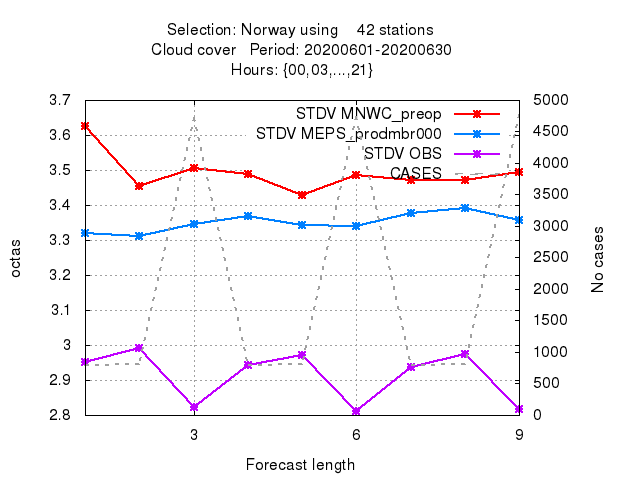 Selection: Norway using    42 stations
Cloud cover   Period: 20200601-20200630
Hours: {00,03,...,21}
STDV MNWC_preop
STDV MEPS_prodmbr000
STDV OBS
CASES
octas
3.7
3.6
3.5
3.4
3.3
3.2
3.1
3
2.9
2.8
5000
4500
4000
3500
3000
2500
2000
1500
1000
500
0
No cases
3 6 9
Forecast length